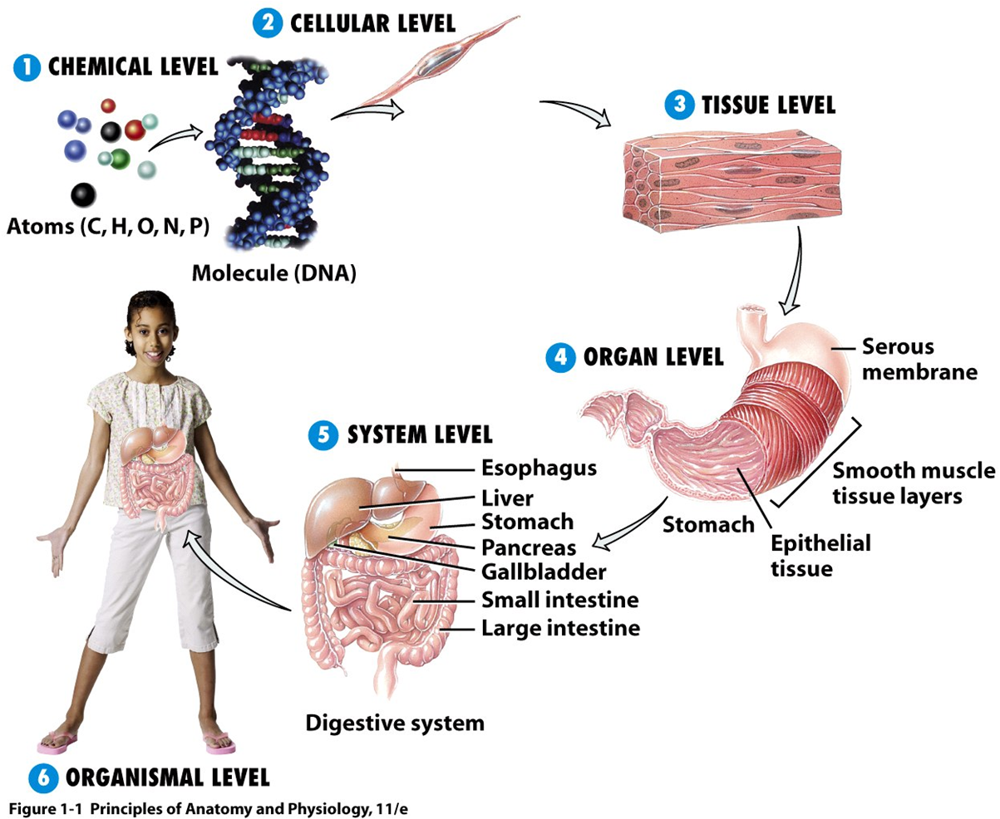 1 CHEMICAL LEVEL
Atoms (C, H, O, N, P)
Molecule (DNA)
2 CELLULAR LEVEL
3 TISSUE LEVEL
4 ORGAN LEVEL
Serous
membrane
Smooth muscle
tissue layers
Stomach
Epithelial
tissue
5 SYSTEM LEVEL
Esophagus
Liver
Stomach
Pancreas
Gallbladder
Small intestine
Large intestine
Digestive system
6 ORGANISMAL LEVEL
Figure 1-1 Principles of Anatomy and Physiology, 11/e